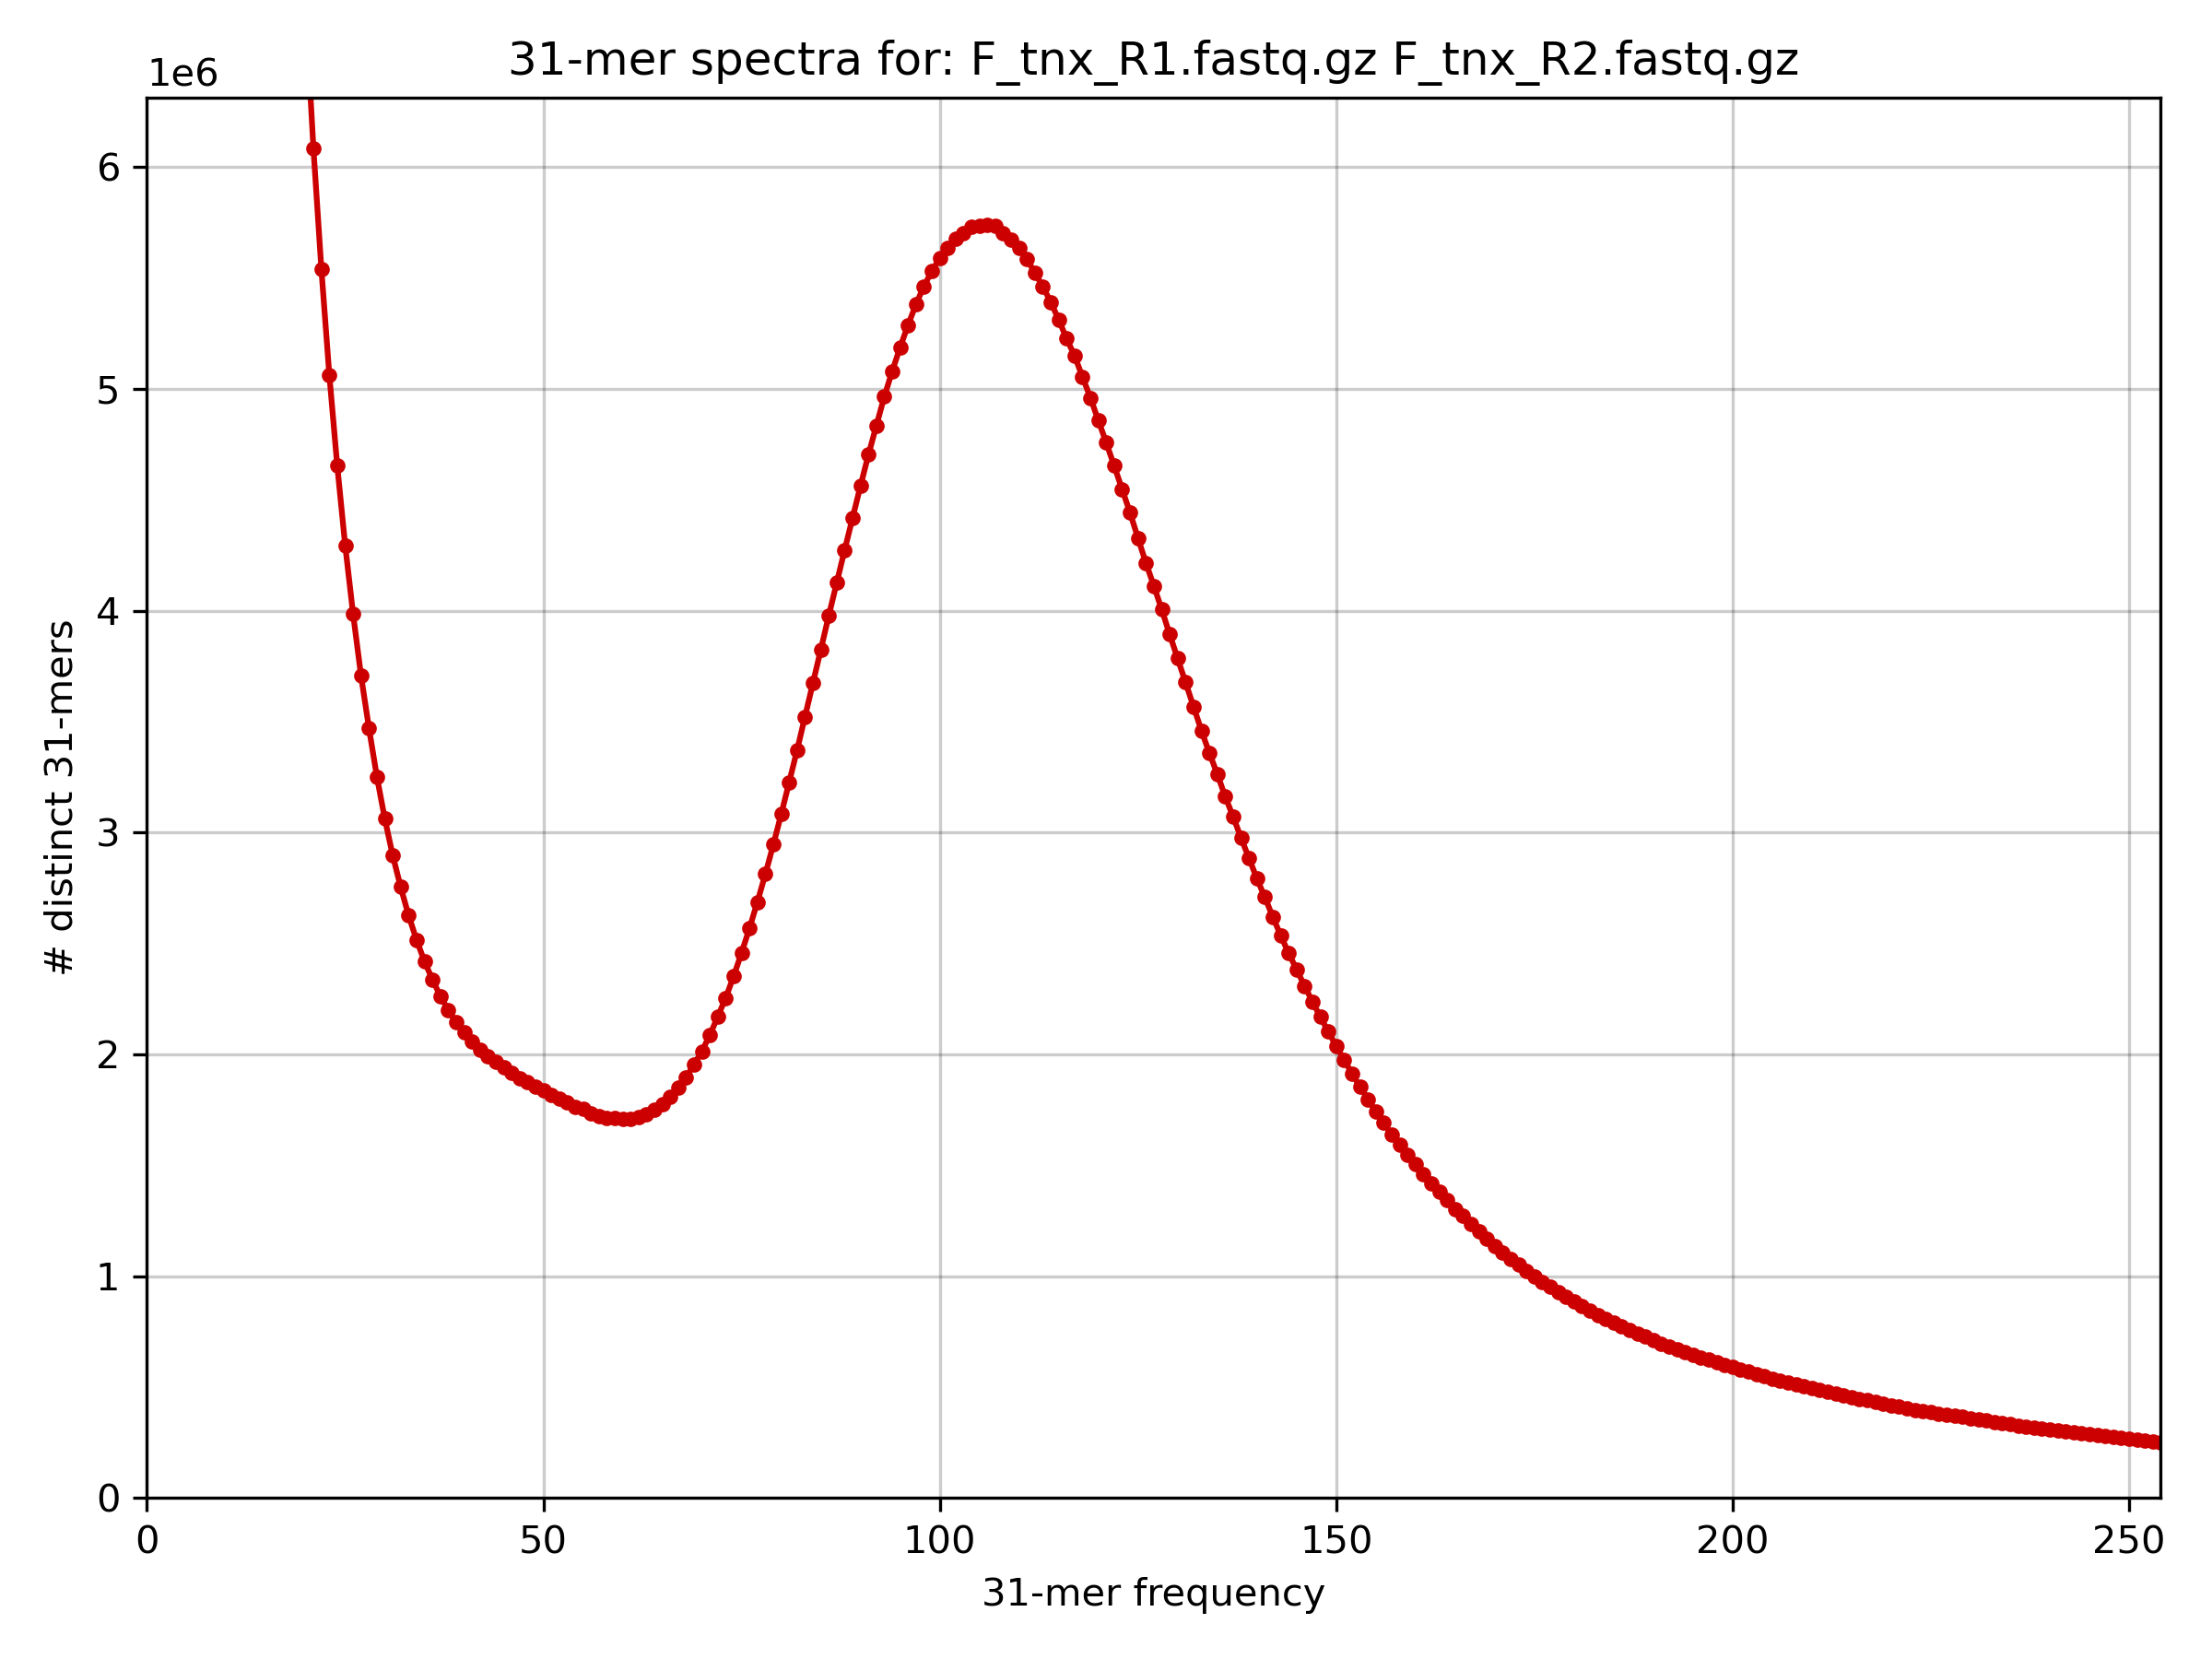 31-mer spectra for: F_tnx_R1.fastq.gz F_tnx_R2.fastq.gz
1e6
6
5
4
3
2
1
0
# distinct 31-mers
0 50 100 150 200 250
31-mer frequency